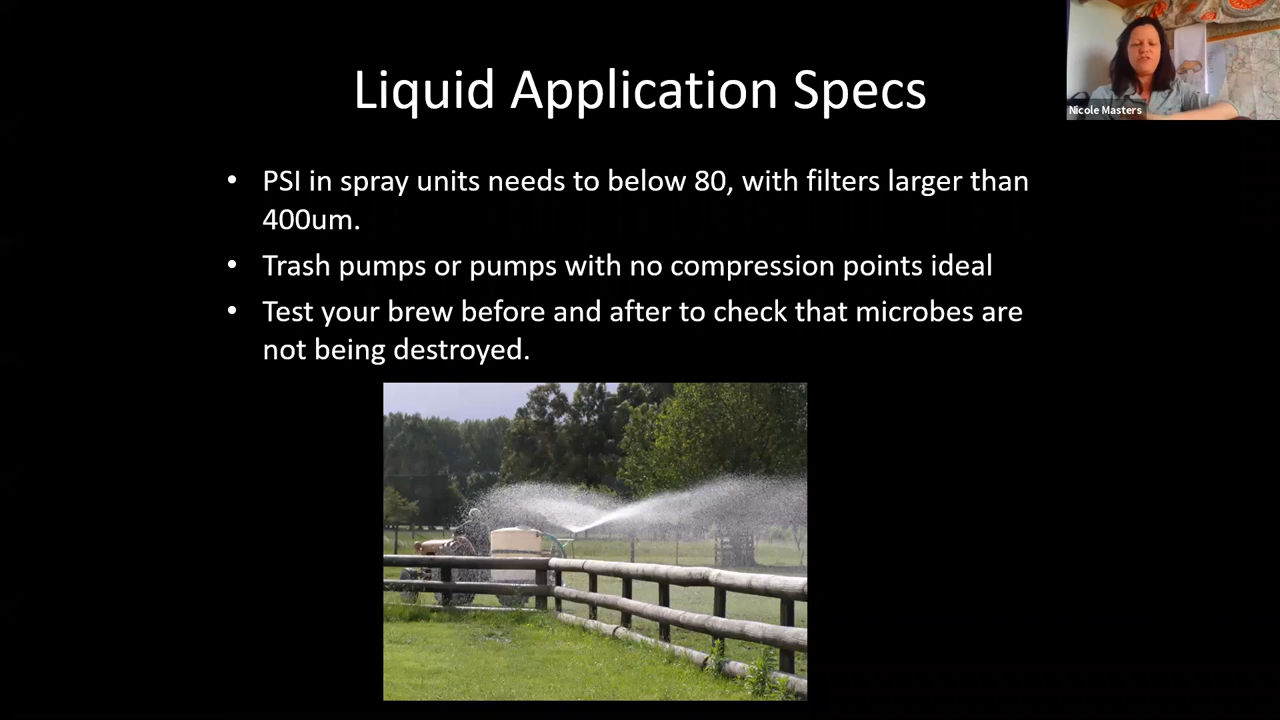 Liquid Application Specs
Nicole Masters
• PSI in spray units needs to below 80, with filters larger than
400um.
• Trash pumps or pumps with no compression points ideal
• Test your brew before and after to check that microbes are
not being destroyed.